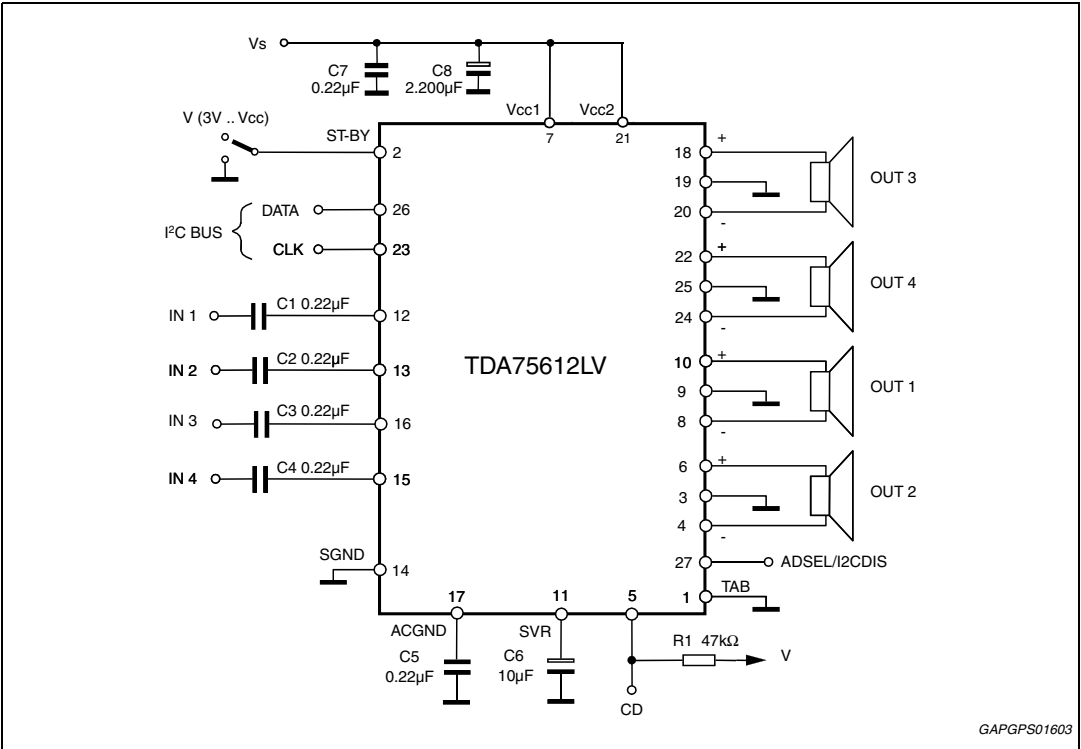 Vs
C7
0.22µF
C8
2.200µF
V (3V .. Vcc)
Vcc1
Vcc2
7
21
ST-BY
2
I²C BUS
DATA
26
CLK
23
IN 1
C1 0.22µF
12
IN 2
C2 0.22µF
13
IN 3
C3 0.22µF
16
IN 4
C4 0.22µF
15
SGND
14
TDA75612LV
18
+
19
20
-
OUT 3
22
+
25
24
-
OUT 4
10
+
9
8
-
OUT 1
6
+
3
4
-
OUT 2
27
ADSEL/I2CDIS
1
TAB
17
11
5
ACGND
SVR
C5
0.22µF
C6
10µF
R1 47kΩ
V
CD
GAPGPS01603